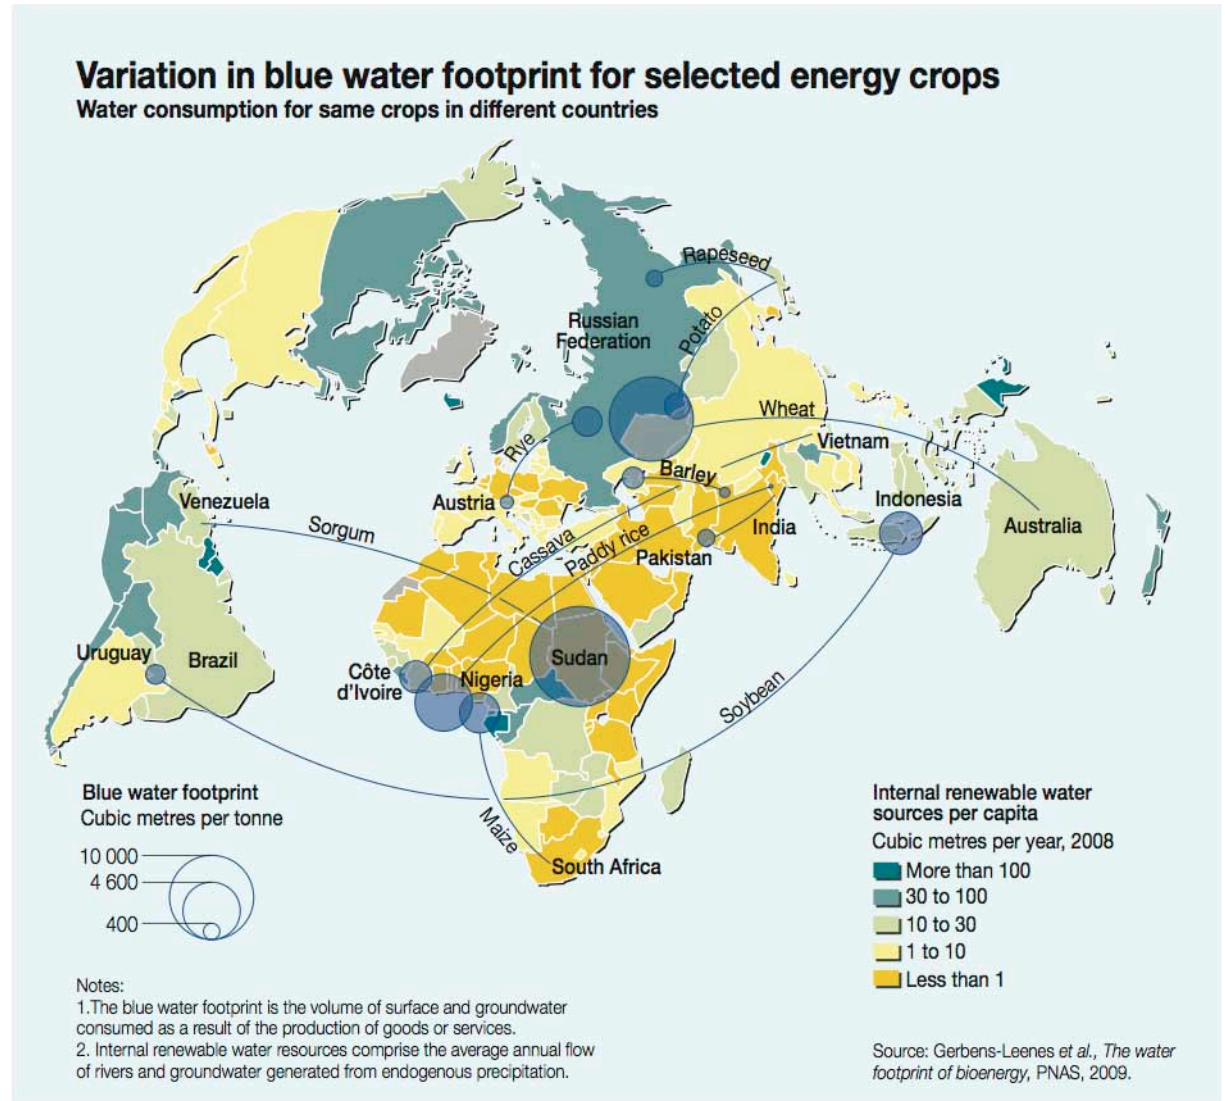 Variation in blue water footprint for selected energy crops
Water consumption for same crops in different countries
Rapeseed
Russian
Federation
Potato
Wheat
Vietnam
Rye
Barley
Austria
Venezuela
Indonesia
Sorgum
Cassava
Paddy rice
India
Australia
Pakistan
Uruguay
Brazil
Côte
d'Ivoire
Nigeria
Sudan
Soybean
Maize
South Africa
Blue water footprint
Cubic metres per tonne
10 000
4 600
400
Internal renewable water
sources per capita
Cubic metres per year, 2008
More than 100
30 to 100
10 to 30
1 to 10
Less than 1
Notes:
1.The blue water footprint is the volume of surface and groundwater
consumed as a result of the production of goods or services.
2. Internal renewable water resources comprise the average annual flow
of rivers and groundwater generated from endogenous precipitation.
Source: Gerbens-Leenes et al., The water
footprint of bioenergy, PNAS, 2009.